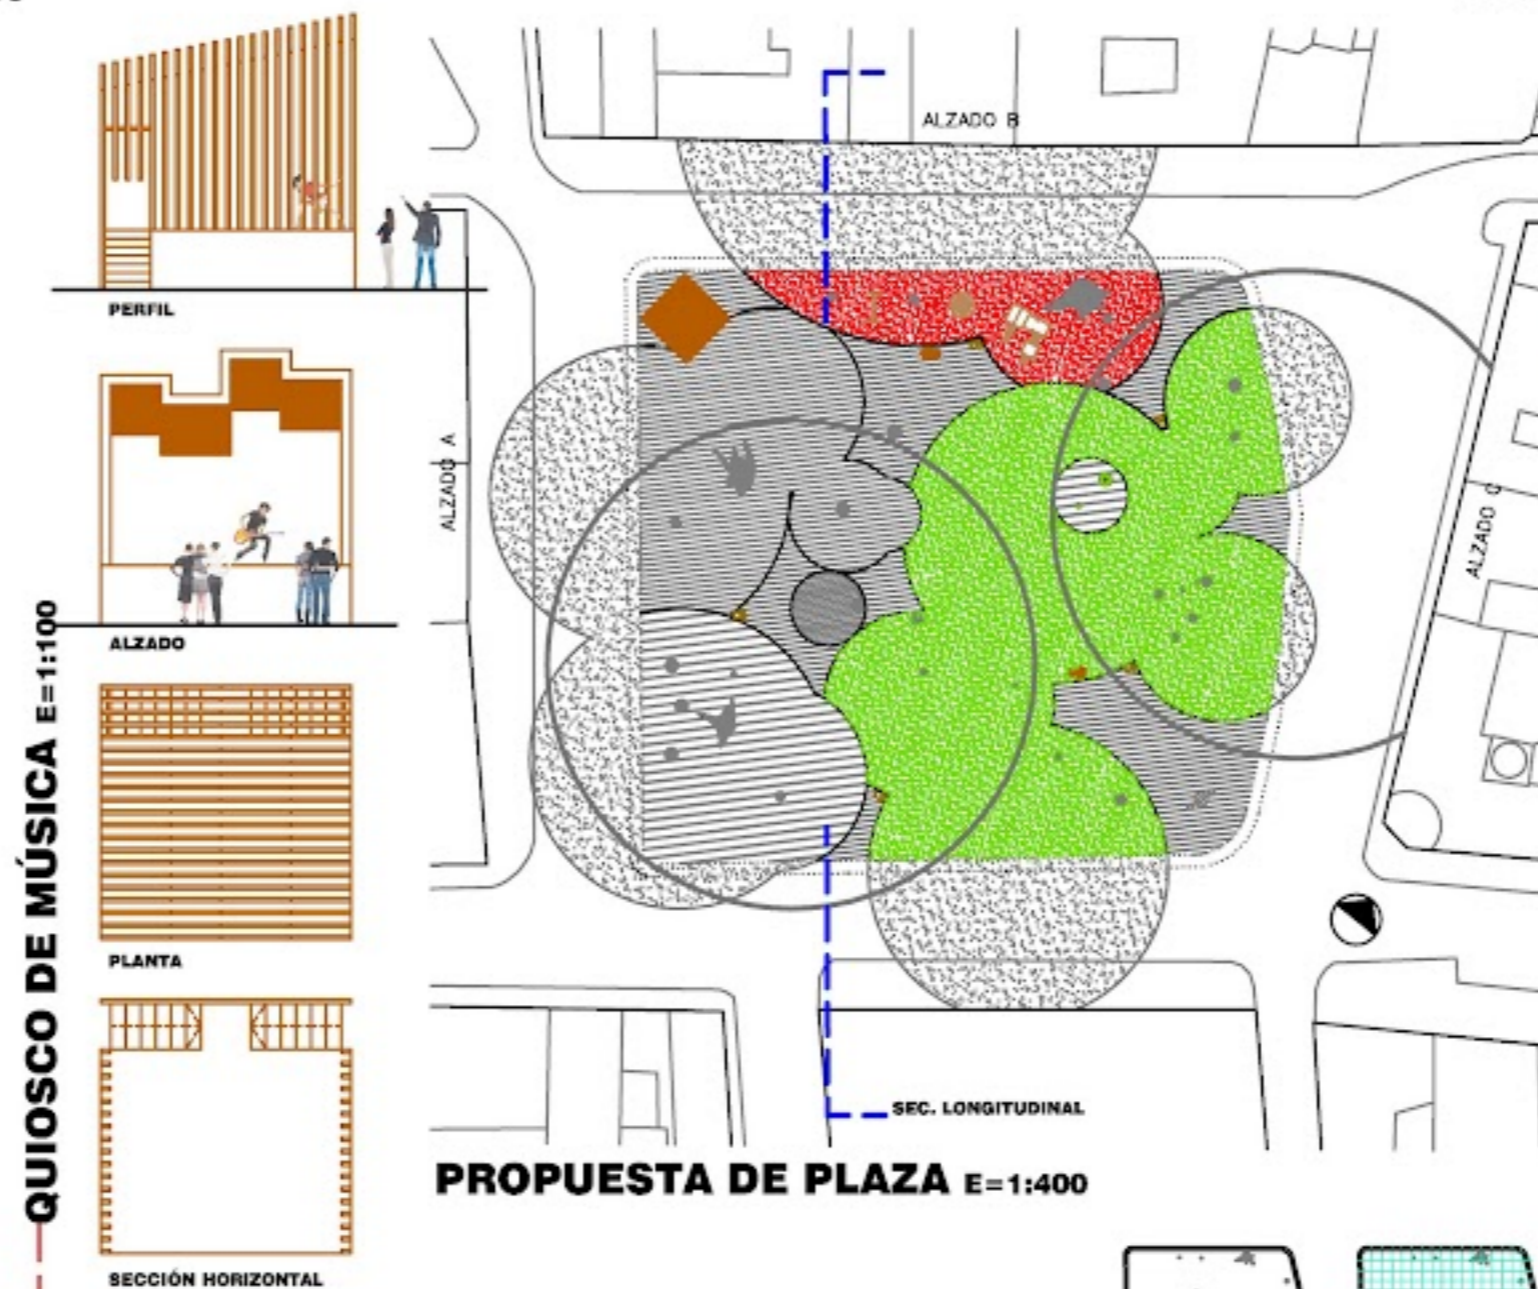 PERFIL
ALZADO
PLANTA
SECCIÓN HORIZONTAL
QUIOSCO DE MÚSICA E=1:100
ALZADO B
ALZADO A
ALZADO C
SEC. LONGITUDINAL
PROPUESTA DE PLAZA E=1:400